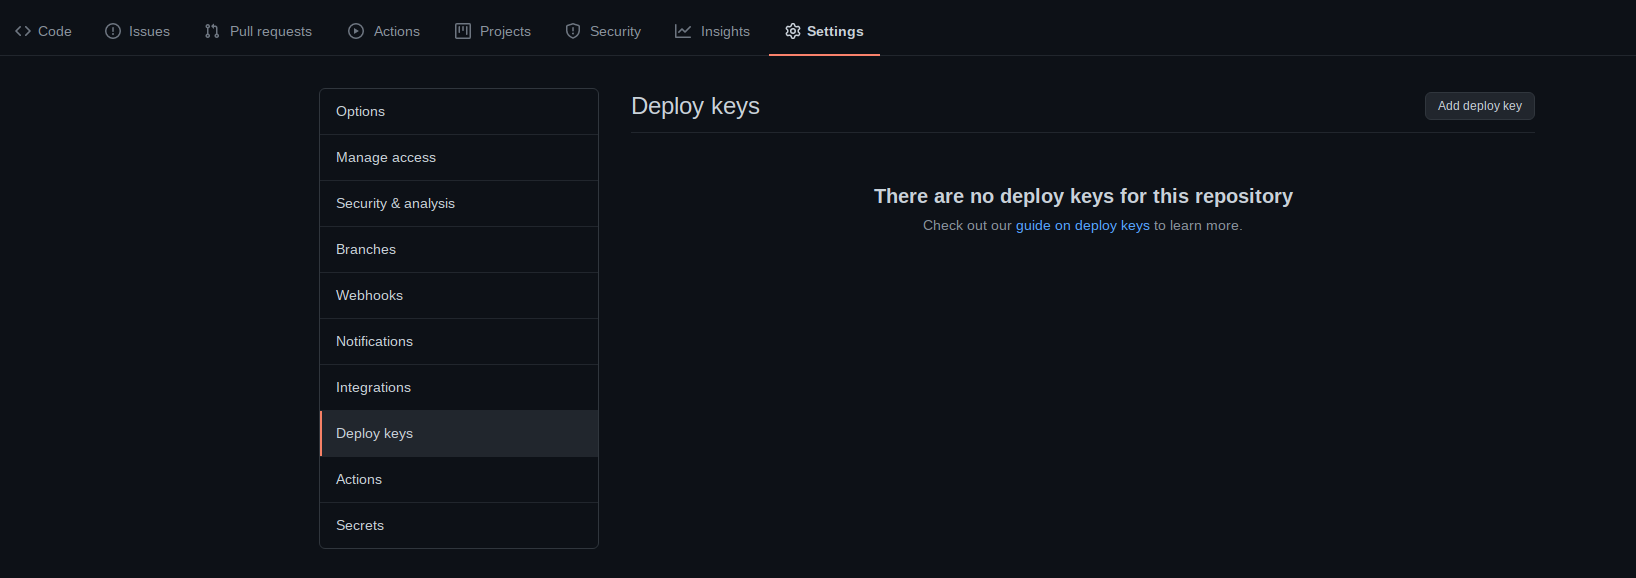 Code Issues Pull requests Actions Projects Security Insights Settings
Options
Manage access
Security & analysis
Branches
Webhooks
Notifications
Integrations
Deploy keys
Actions
Secrets
Deploy keys
Add deploy key
There are no deploy keys for this repository
Check out our guide on deploy keys to learn more.